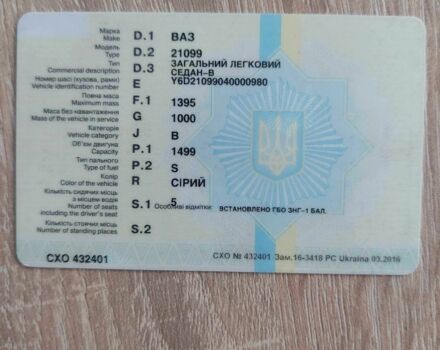 Марка
Make D.1 ВАЗ
Модель
Type D.2 21099
Тип
Commercial description D.3 ЗАГАЛЬНИЙ ЛЕГКОВИЙ
СЕДАН-В
Номер шасі (кузова, рами)
Vehicle identification number E Y6D21099040000980
Повна маса
Maximum mass F.1 1395
Маса без навантаження
Mass of the vehicle in service G 1000
Категорія
Vehicle category J B
Об'єм двигуна
Capacity P.1 1499
Тип пального
Type of fuel P.2 S
Колір
Color of the vehicle R СІРИЙ
Кількість сидячих місць
з місцем водія
Number of seats
including the driver's seat S.1 5
Особливі відмітки: ВСТАНОВЛЕНО ГБО ЗНГ-1 БАЛ.
Кількість стоячих місць
Number of standing places S.2
СХО 432401
СХО № 432401 Зам.16-3418 РС Ukraina 03.2016